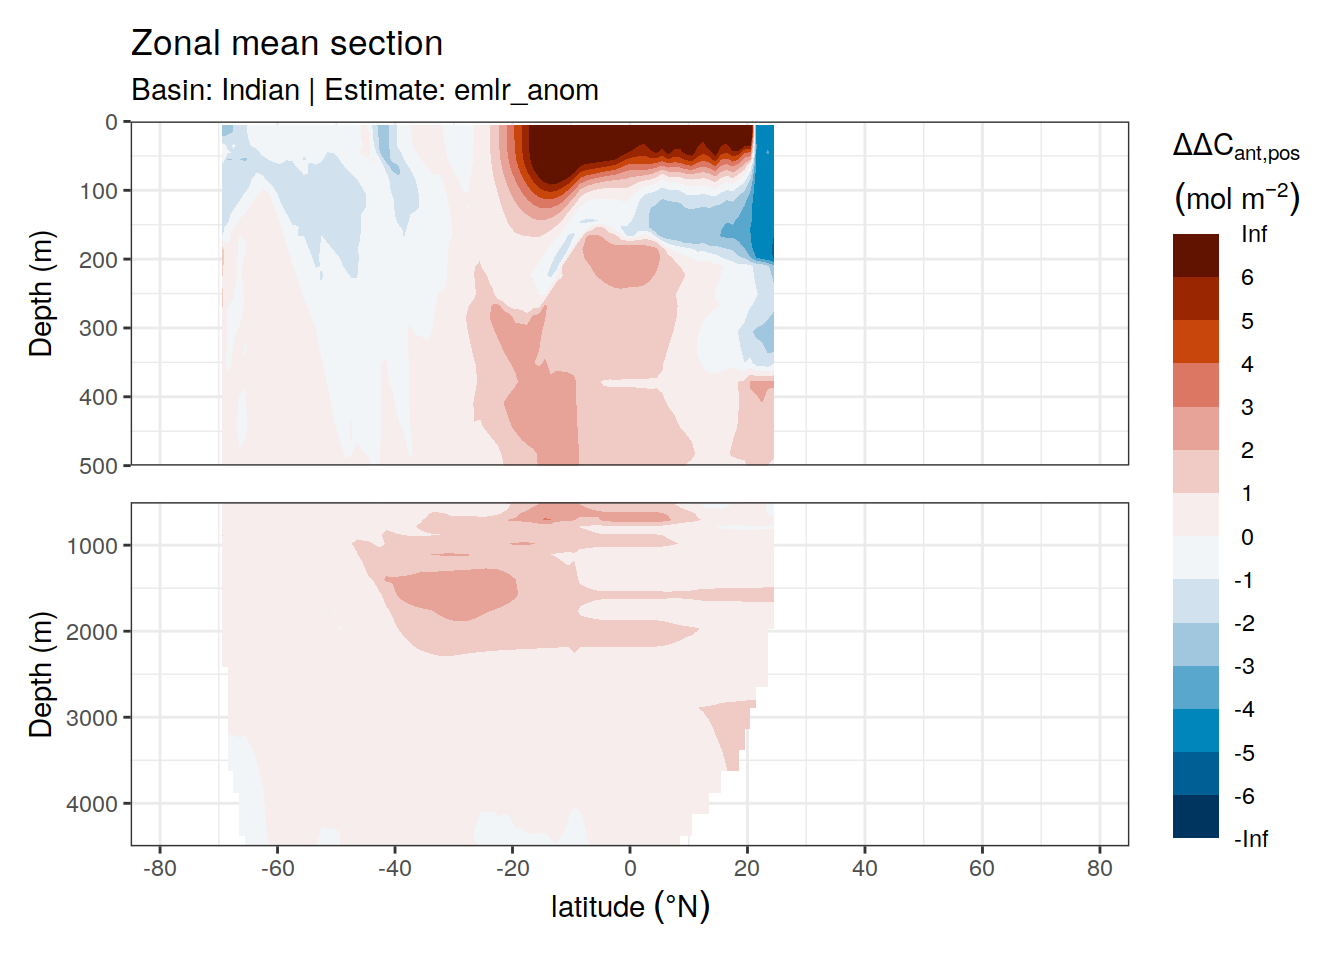 Zonal mean section
Basin: Indian | Estimate: emlr_anom
Depth (m)
0
100
200
300
400
500
Depth (m)
1000
2000
3000
4000
-80 -60 -40 -20 0 20 40 60 80
latitude (°N)
ΔΔCant,pos
(mol m−2)
Inf
6
5
4
3
2
1
0
-1
-2
-3
-4
-5
-6
-Inf